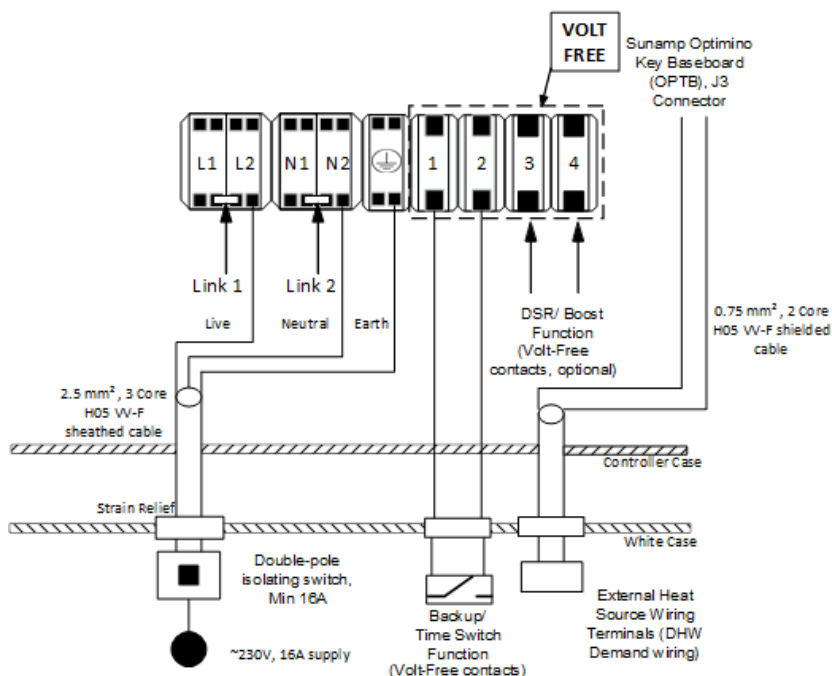 VOLT
FREE
Sunamp Optimino
Key Baseboard
(OPTB), J3
Connector
L1 L2 N1 N2 1 2 3 4
Link 1
Link 2
Live
Neutral
Earth
DSR/ Boost
Function
(Volt-Free
contacts, optional)
0.75 mm², 2 Core
H05 VV-F shielded
cable
2.5 mm², 3 Core
H05 VV-F
sheathed cable
Controller Case
Strain Relief
White Case
Double-pole
isolating switch,
Min 16A
~230V, 16A supply
Backup/
Time Switch
Function
(Volt-Free contacts)
External Heat
Source Wiring
Terminals (DHW
Demand wiring)